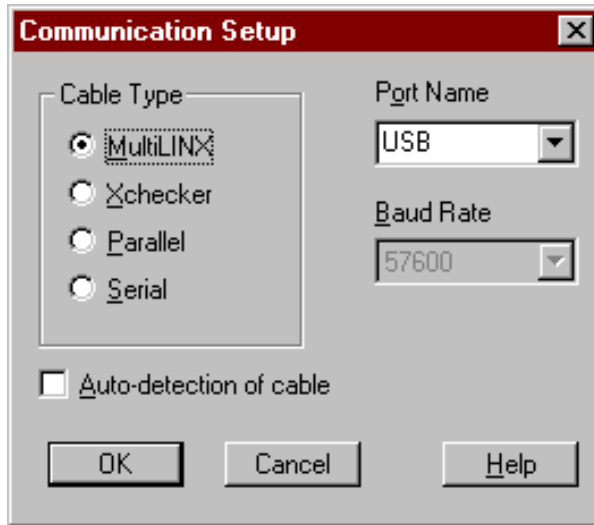 Communication Setup
Cable Type
MultiLINX
Xchecker
Parallel
Serial
Port Name
USB
Baud Rate
57600
Auto-detection of cable
OK
Cancel
Help